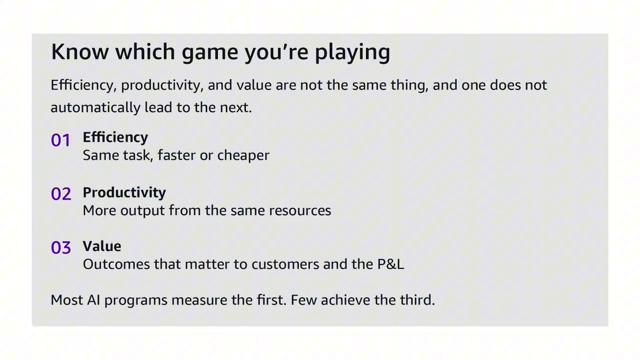 Know which game you're playing
Efficiency, productivity, and value are not the same thing, and one does not
automatically lead to the next.
01 Efficiency
Same task, faster or cheaper
02 Productivity
More output from the same resources
03 Value
Outcomes that matter to customers and the P&L
Most AI programs measure the first. Few achieve the third.